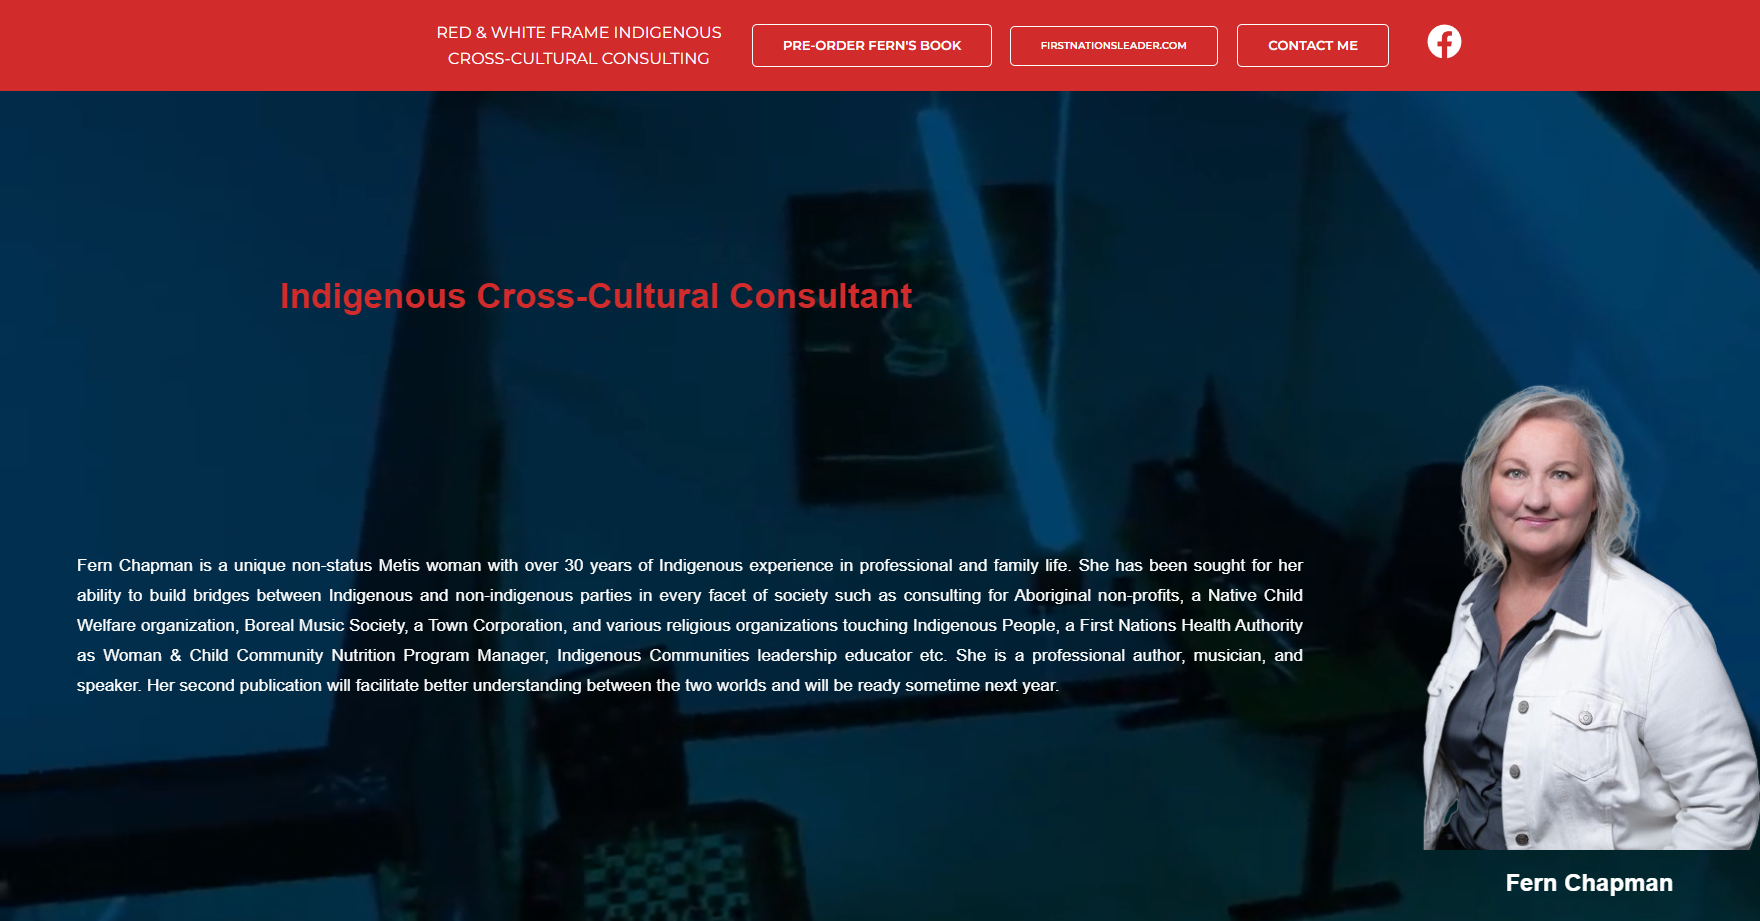 RED & WHITE FRAME INDIGENOUS
CROSS-CULTURAL CONSULTING
PRE-ORDER FERN'S BOOK
FIRSTNATIONSLEADER.COM
CONTACT ME
Indigenous Cross-Cultural Consultant
Fern Chapman is a unique non-status Metis woman with over 30 years of Indigenous experience in professional and family life. She has been sought for her
ability to build bridges between Indigenous and non-indigenous parties in every facet of society such as consulting for Aboriginal non-profits, a Native Child
Welfare organization, Boreal Music Society, a Town Corporation, and various religious organizations touching Indigenous People, a First Nations Health Authority
as Woman & Child Community Nutrition Program Manager, Indigenous Communities leadership educator etc. She is a professional author, musician, and
speaker. Her second publication will facilitate better understanding between the two worlds and will be ready sometime next year.
Fern Chapman